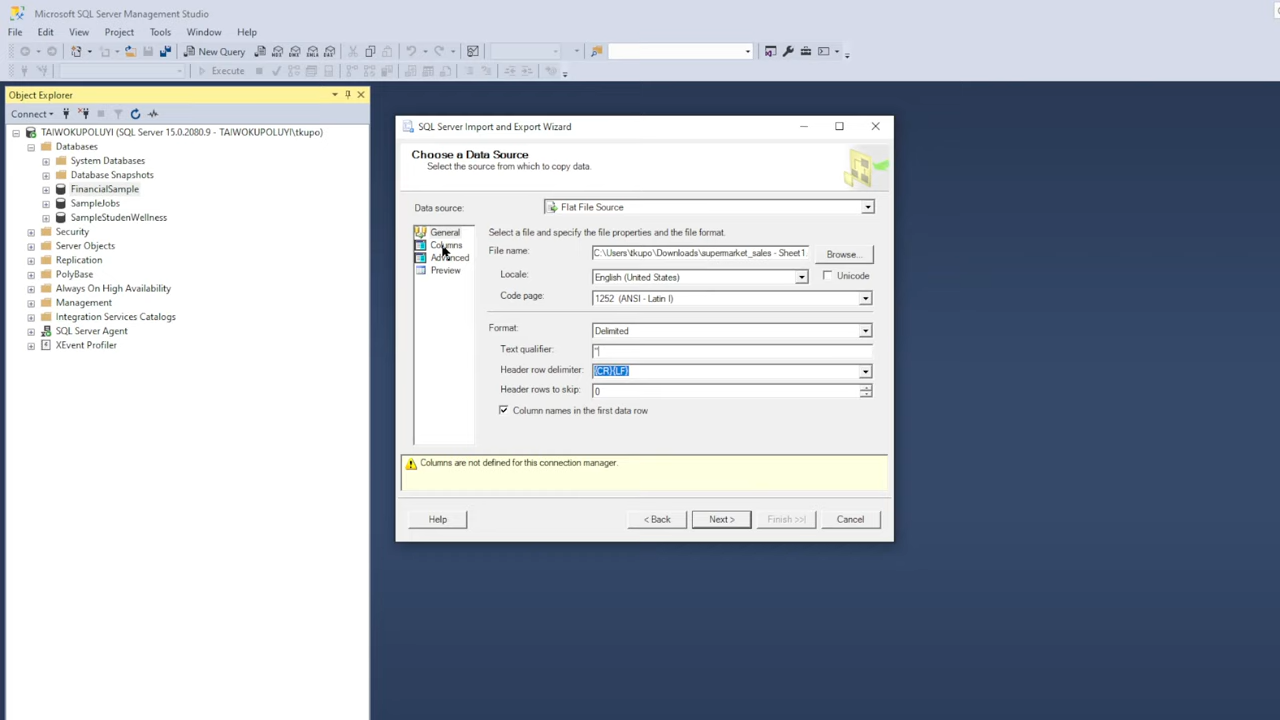 Microsoft SQL Server Management Studio
File Edit View Project Tools Window Help
New Query
Execute
Object Explorer
Connect
TAIWOKUPOLUYI (SQL Server 15.0.2080.9 - TAIWOKUPOLUYI\tkupo)
Databases
System Databases
Database Snapshots
FinancialSample
SampleJobs
SampleStudenWellness
Security
Server Objects
Replication
PolyBase
Always On High Availability
Management
Integration Services Catalogs
SQL Server Agent
XEvent Profiler
SQL Server Import and Export Wizard
Choose a Data Source
Select the source from which to copy data.
Data source: Flat File Source
General
Columns
Advanced
Preview
Select a file and specify the file properties and the file format.
File name: C:\Users\tkupo\Downloads\supermarket_sales - Sheet1. Browse...
Locale: English (United States) Unicode
Code page: 1252 (ANSI - Latin I)
Format: Delimited
Text qualifier: "
Header row delimiter: {CR}{LF}
Header rows to skip: 0
Column names in the first data row
Columns are not defined for this connection manager.
Help < Back Next > Finish >>| Cancel